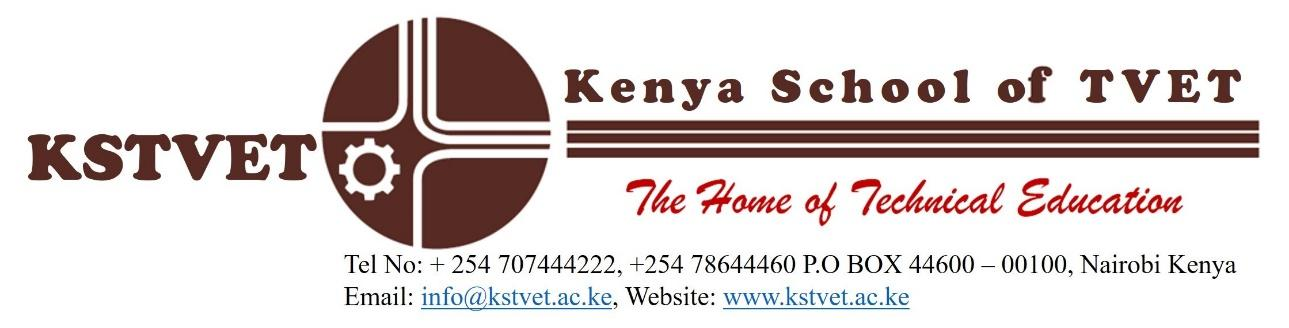 KSTVET
Kenya School of TVET
The Home of Technical Education
Tel No: + 254 707444222, +254 78644460 P.O BOX 44600 – 00100, Nairobi Kenya
Email: info@kstvet.ac.ke, Website: www.kstvet.ac.ke